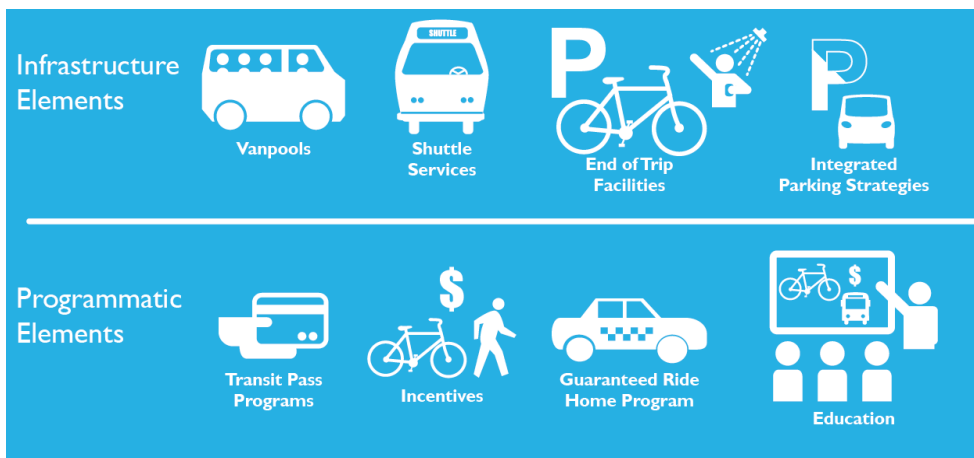 Infrastructure
Elements
SHUTTLE
P
P
Vanpools
Shuttle
Services
End of Trip
Facilities
Integrated
Parking Strategies
Programmatic
Elements
$
$
Transit Pass
Programs
Incentives
Guaranteed Ride
Home Program
Education